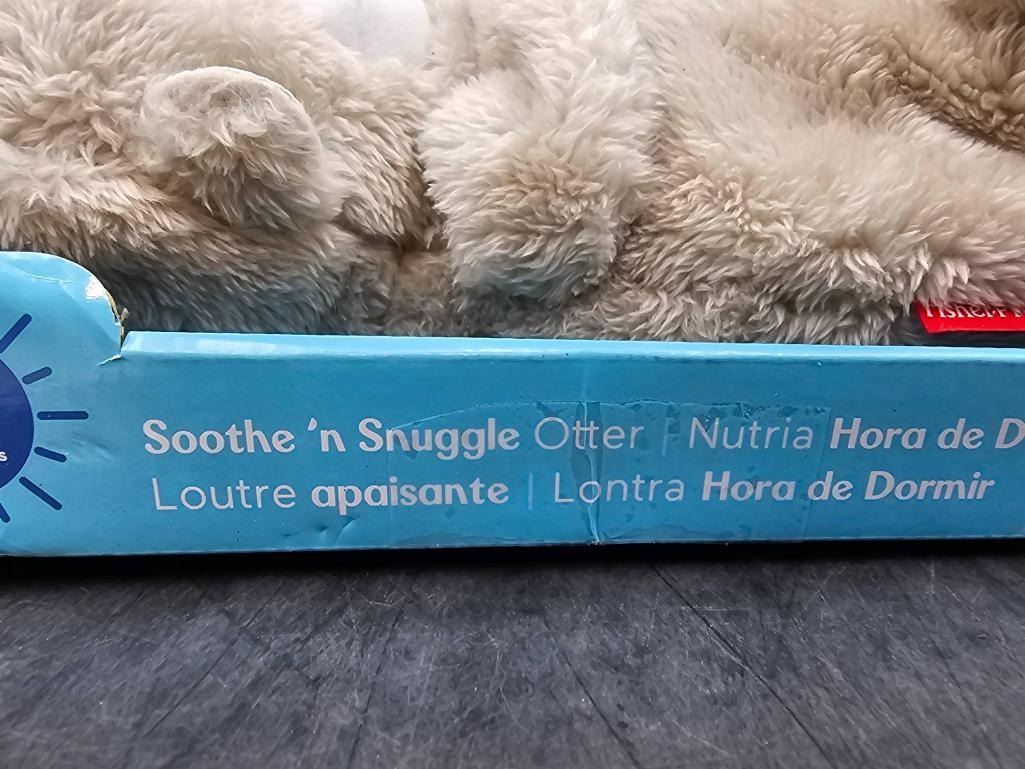 Soothe 'n Snuggle Otter | Nutria Hora de D
Loutre apaisante | Lontra Hora de Dormir